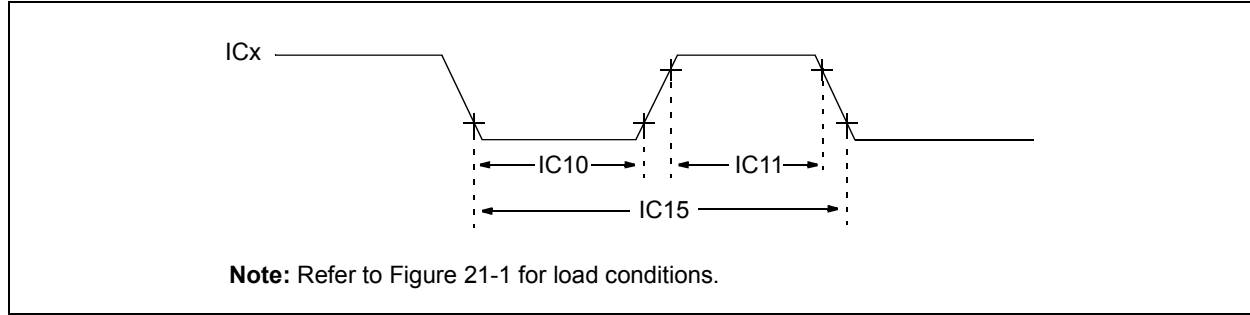 ICx
IC10
IC11
IC15
Note: Refer to Figure 21-1 for load conditions.